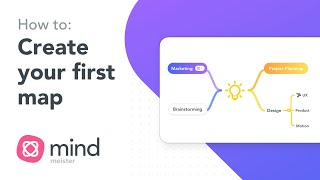 How to:
Create
your first
map
mind
meister
Marketing
Project Planning
Brainstorming
Design
UX
Product
Motion